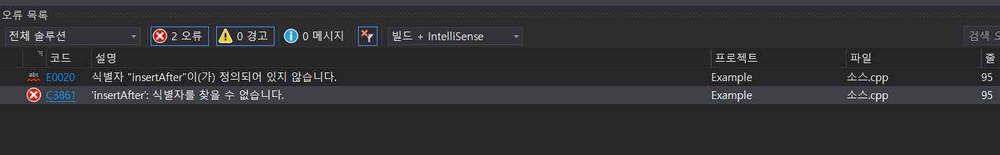 오류 목록
전체 솔루션 2 오류 0 경고 0 메시지 빌드 + IntelliSense 검색 오
코드 설명 프로젝트 파일 줄
abc E0020 식별자 "insertAfter"이(가) 정의되어 있지 않습니다. Example 소스.cpp 95
C3861 'insertAfter': 식별자를 찾을 수 없습니다. Example 소스.cpp 95